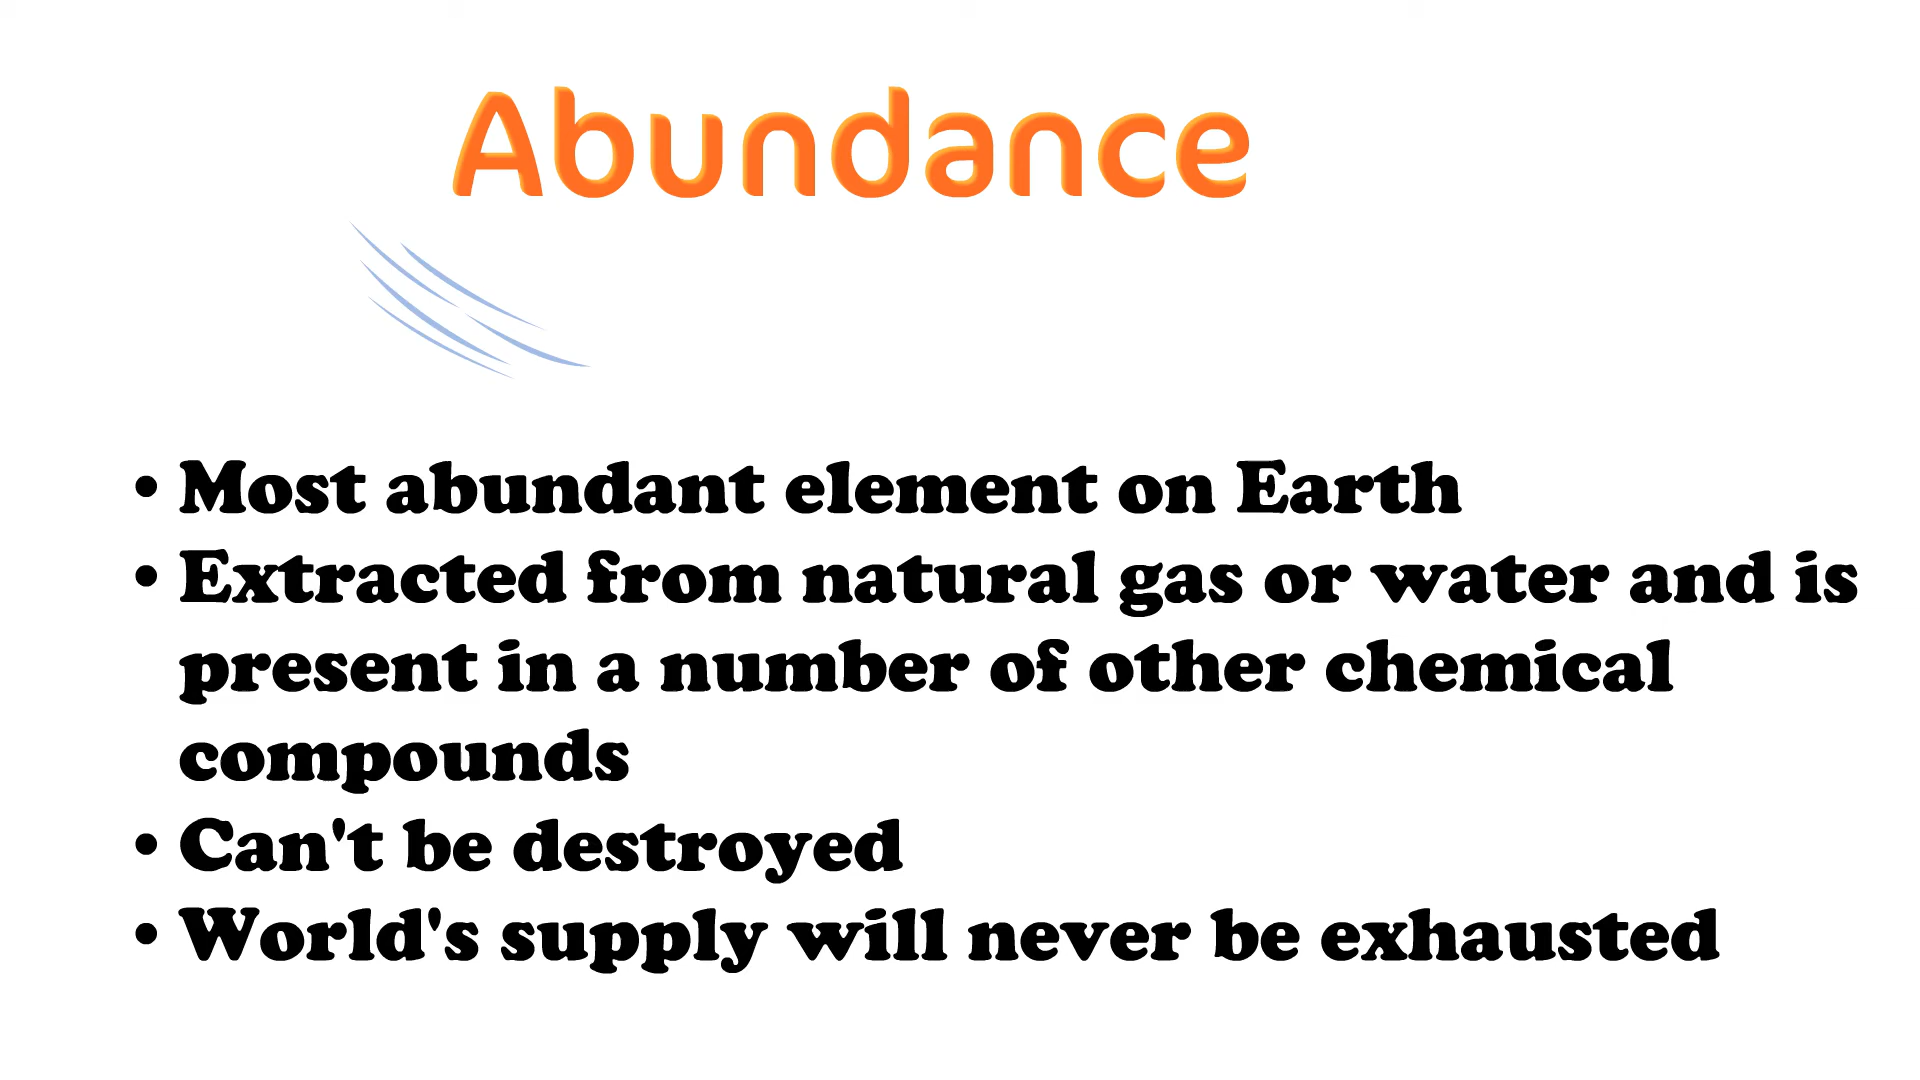 Abundance
• Most abundant element on Earth
• Extracted from natural gas or water and is
present in a number of other chemical
compounds
• Can't be destroyed
• World's supply will never be exhausted